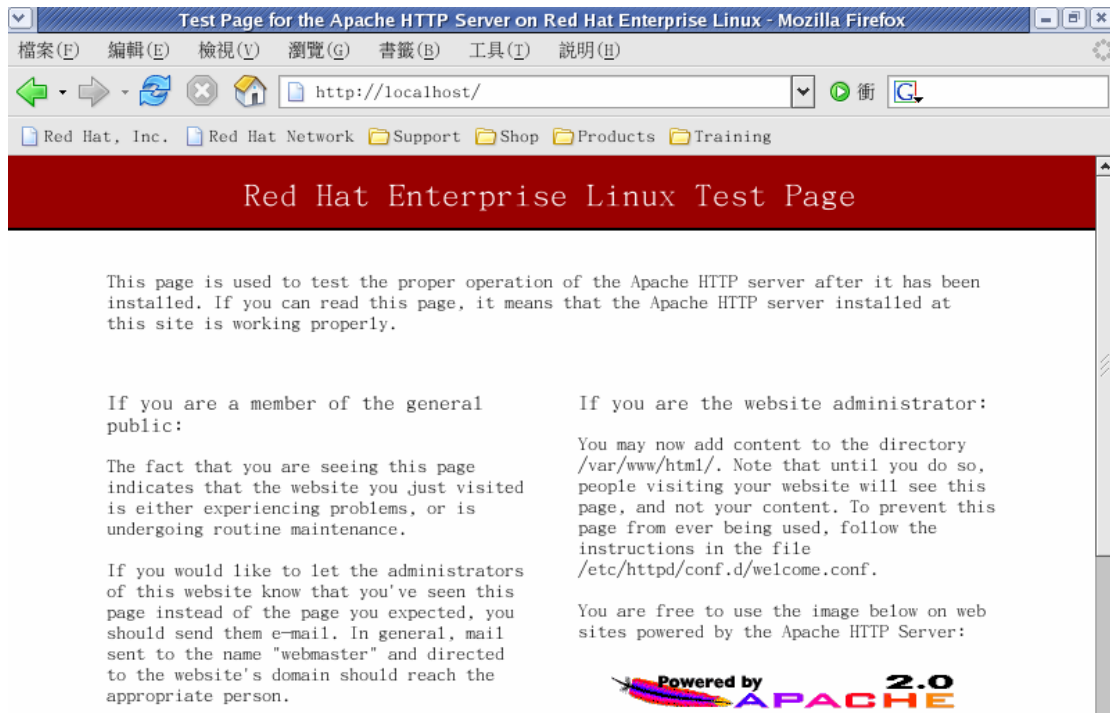 Test Page for the Apache HTTP Server on Red Hat Enterprise Linux - Mozilla Firefox
檔案(F) 編輯(E) 檢視(V) 瀏覽(G) 書籤(B) 工具(T) 說明(H)
http://localhost/ 衝 G
Red Hat, Inc. Red Hat Network Support Shop Products Training
Red Hat Enterprise Linux Test Page
This page is used to test the proper operation of the Apache HTTP server after it has been
installed. If you can read this page, it means that the Apache HTTP server installed at
this site is working properly.
If you are a member of the general
public:
The fact that you are seeing this page
indicates that the website you just visited
is either experiencing problems, or is
undergoing routine maintenance.
If you would like to let the administrators
of this website know that you've seen this
page instead of the page you expected, you
should send them e-mail. In general, mail
sent to the name "webmaster" and directed
to the website's domain should reach the
appropriate person.
If you are the website administrator:
You may now add content to the directory
/var/www/html/. Note that until you do so,
people visiting your website will see this
page, and not your content. To prevent this
page from ever being used, follow the
instructions in the file
/etc/httpd/conf.d/welcome.conf.
You are free to use the image below on web
sites powered by the Apache HTTP Server:
Powered by 2.0
APACHE